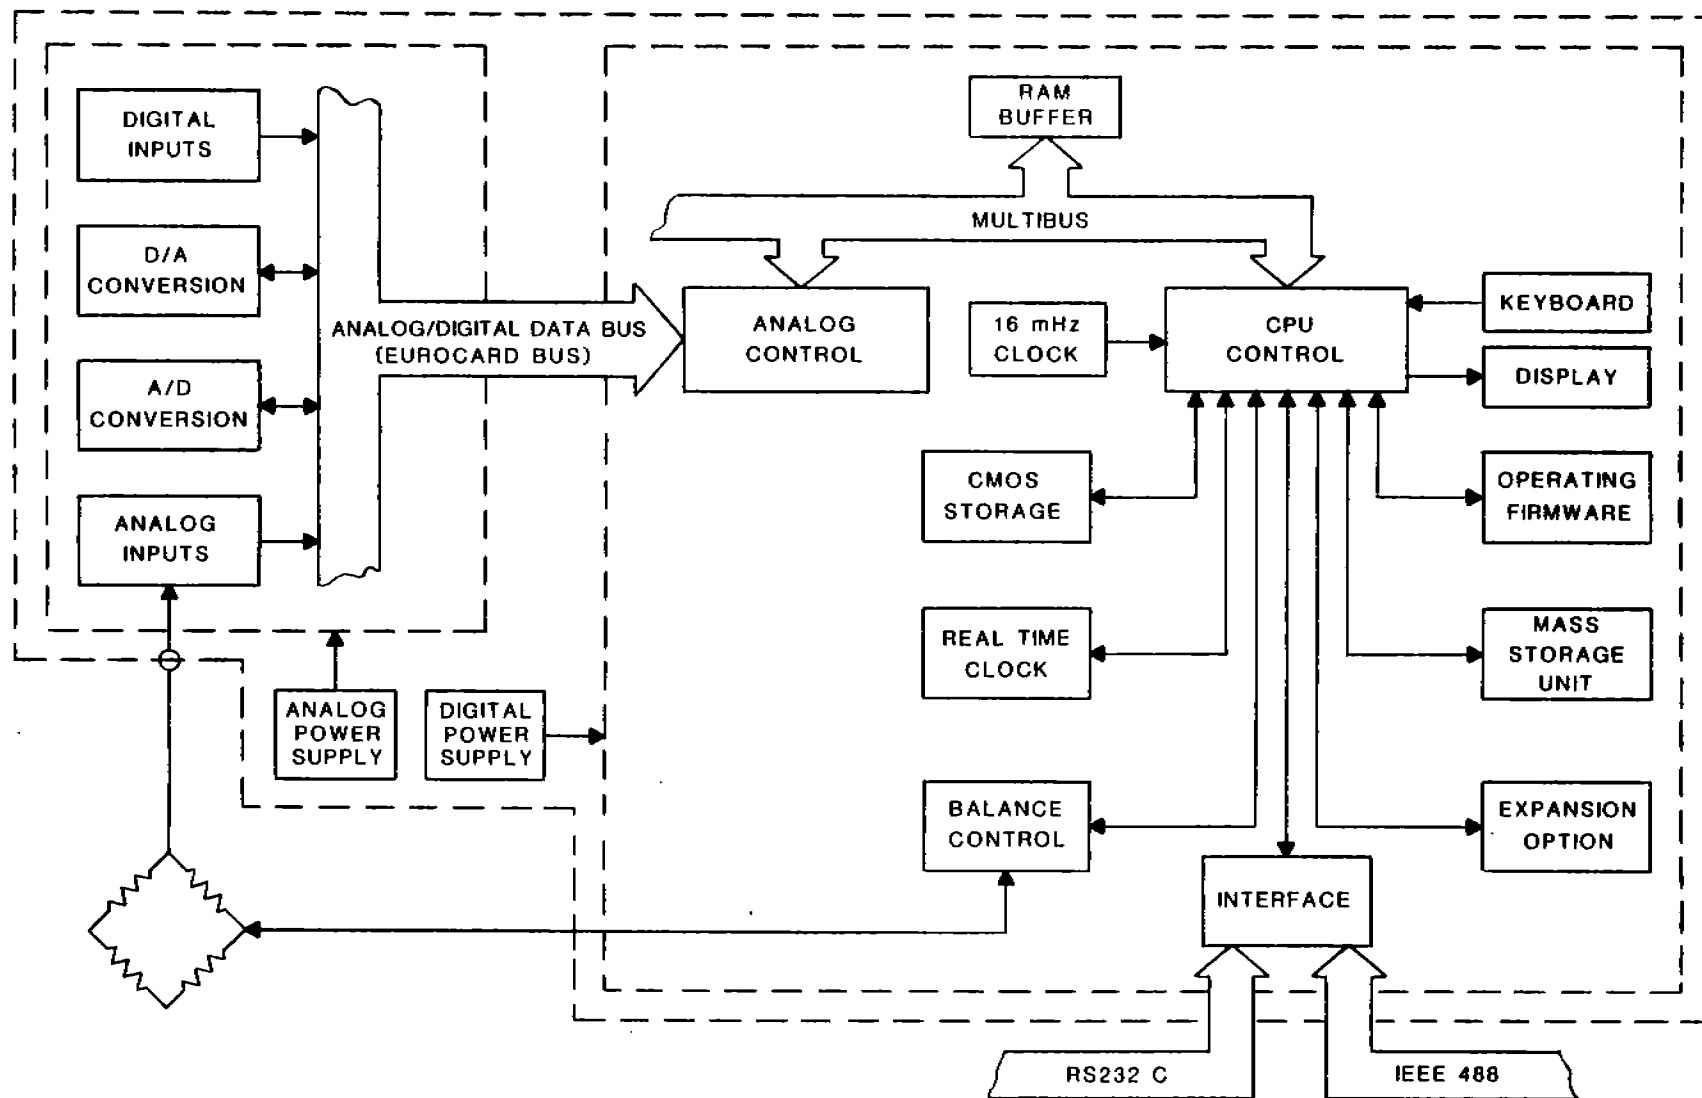 DIGITAL
INPUTS
D/A
CONVERSION
A/D
CONVERSION
ANALOG
INPUTS
ANALOG/DIGITAL DATA BUS
(EUROCARD BUS)
ANALOG
POWER
SUPPLY
DIGITAL
POWER
SUPPLY
RAM
BUFFER
MULTIBUS
ANALOG
CONTROL
16 mHz
CLOCK
CPU
CONTROL
KEYBOARD
DISPLAY
CMOS
STORAGE
OPERATING
FIRMWARE
REAL TIME
CLOCK
MASS
STORAGE
UNIT
BALANCE
CONTROL
EXPANSION
OPTION
INTERFACE
RS232 C
IEEE 488